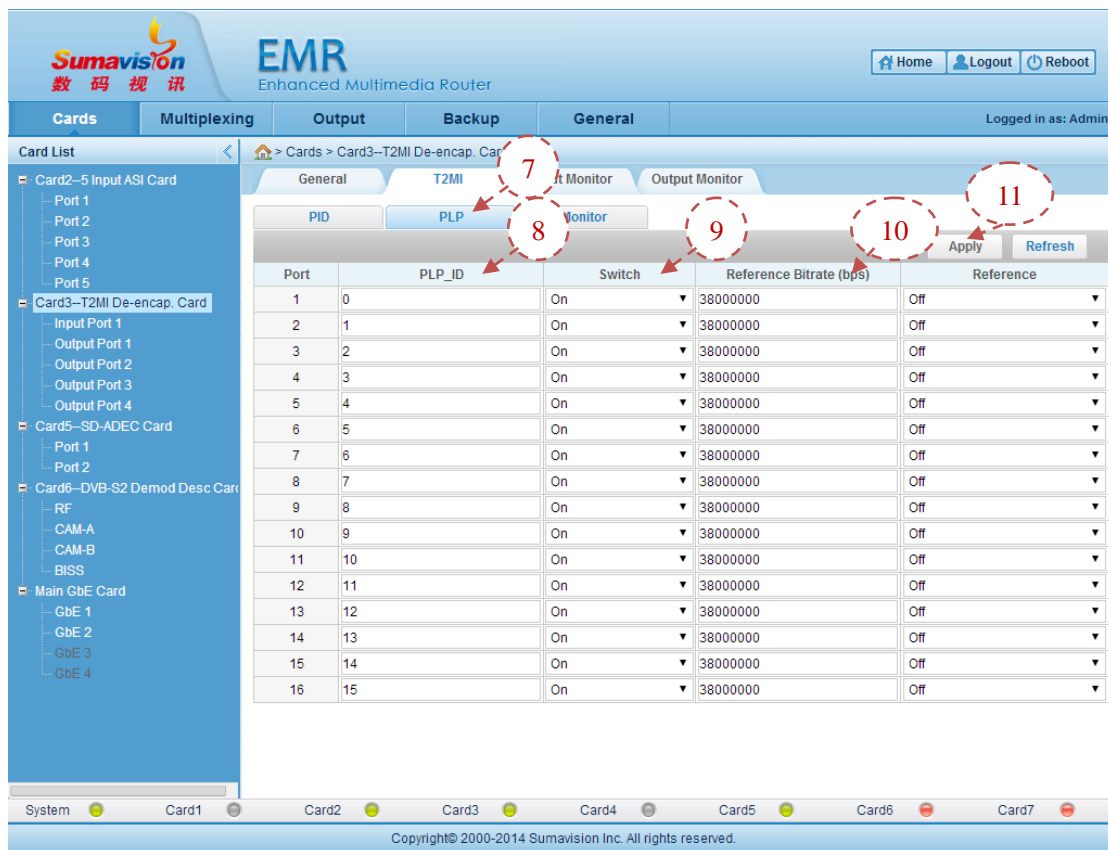 Sumavision
数 码 视 讯
EMR
Enhanced Multimedia Router
Home Logout Reboot
Cards Multiplexing Output Backup General Logged in as: Admin
Card List <
> Cards > Card3--T2MI De-encap. Car
General T2MI t Monitor Output Monitor
PID PLP Monitor
7
8
9
10
11
Apply Refresh
Port PLP_ID Switch Reference Bitrate (bps) Reference
1 0 On 38000000 Off
2 1 On 38000000 Off
3 2 On 38000000 Off
4 3 On 38000000 Off
5 4 On 38000000 Off
6 5 On 38000000 Off
7 6 On 38000000 Off
8 7 On 38000000 Off
9 8 On 38000000 Off
10 9 On 38000000 Off
11 10 On 38000000 Off
12 11 On 38000000 Off
13 12 On 38000000 Off
14 13 On 38000000 Off
15 14 On 38000000 Off
16 15 On 38000000 Off
Card2--5 Input ASI Card
Port 1
Port 2
Port 3
Port 4
Port 5
Card3--T2MI De-encap. Card
Input Port 1
Output Port 1
Output Port 2
Output Port 3
Output Port 4
Card5--SD-ADEC Card
Port 1
Port 2
Card6--DVB-S2 Demod Desc Card
RF
CAM-A
CAM-B
BISS
Main GbE Card
GbE 1
GbE 2
GbE 3
GbE 4
System Card1 Card2 Card3 Card4 Card5 Card6 Card7
Copyright© 2000-2014 Sumavision Inc. All rights reserved.